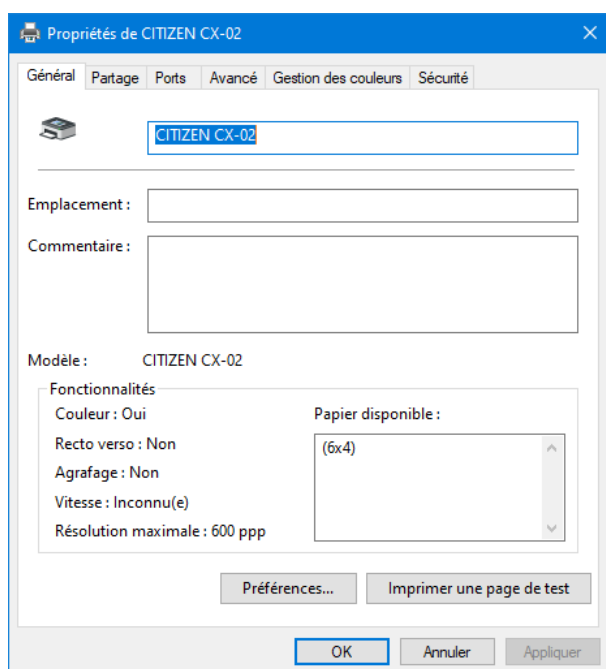 Propriétés de CITIZEN CX-02
Général Partage Ports Avancé Gestion des couleurs Sécurité
CITIZEN CX-02
Emplacement :
Commentaire :
Modèle : CITIZEN CX-02
Fonctionnalités
Couleur : Oui
Papier disponible :
Recto verso : Non
(6x4)
Agrafage : Non
Vitesse : Inconnu(e)
Résolution maximale : 600 ppp
Préférences... Imprimer une page de test
OK Annuler Appliquer